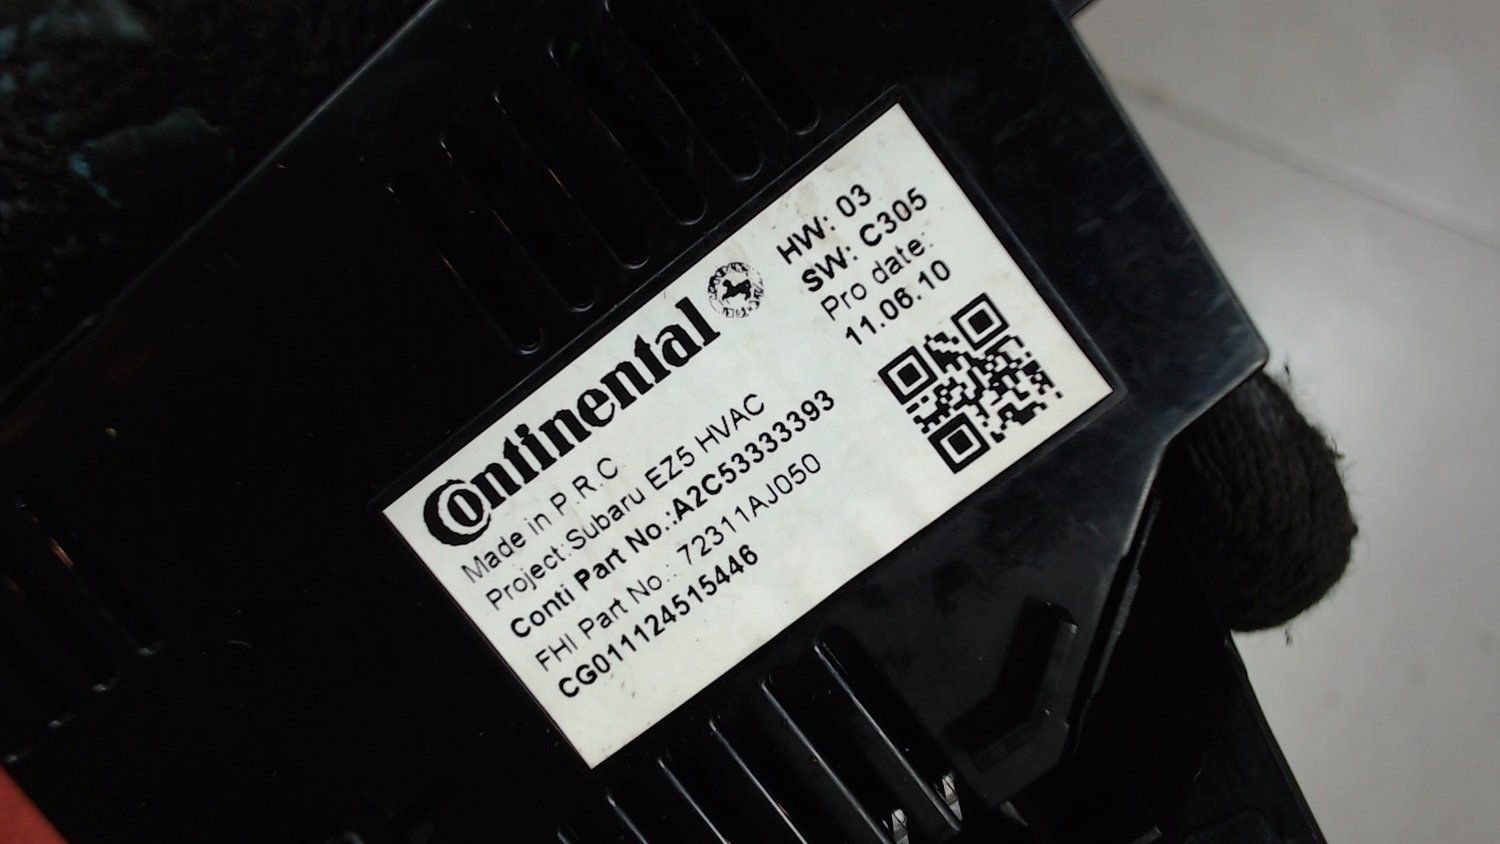 Continental
Made in P.R.C
Project:Subaru EZ5 HVAC
Conti Part No.:A2C53333393
FHI Part No.: 72311AJ050
CG011124515446
HW: 03
SW: C305
Pro date:
11.06.10